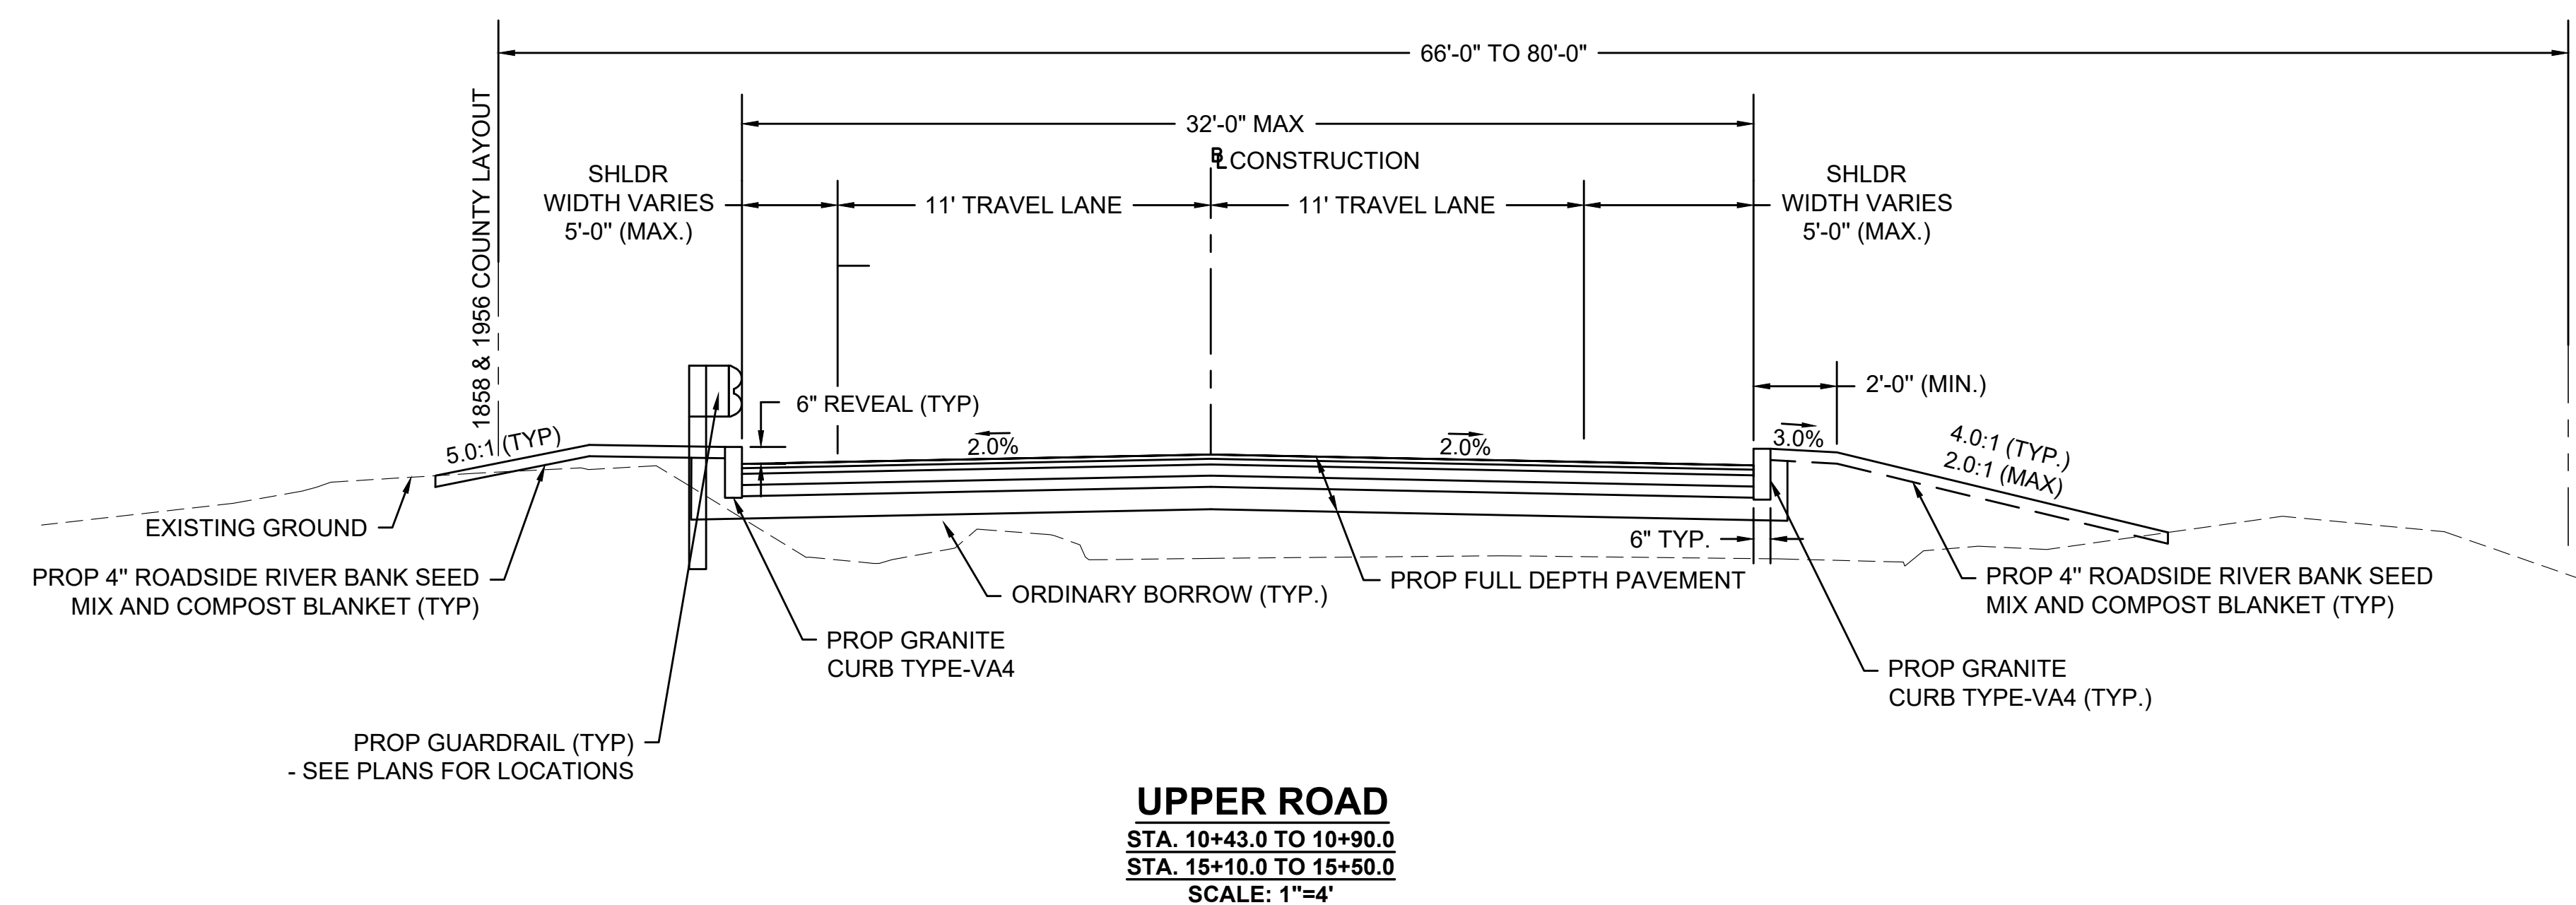 66'-0" TO 80'-0"
1858 & 1956 COUNTY LAYOUT
32'-0" MAX
BL CONSTRUCTION
SHLDR
WIDTH VARIES
5'-0" (MAX.)
11' TRAVEL LANE
11' TRAVEL LANE
SHLDR
WIDTH VARIES
5'-0" (MAX.)
6" REVEAL (TYP)
2'-0" (MIN.)
5.0:1 (TYP)
2.0%
2.0%
3.0%
4.0:1 (TYP.)
2.0:1 (MAX)
EXISTING GROUND
6" TYP.
PROP 4" ROADSIDE RIVER BANK SEED
MIX AND COMPOST BLANKET (TYP)
ORDINARY BORROW (TYP.)
PROP FULL DEPTH PAVEMENT
PROP 4" ROADSIDE RIVER BANK SEED
MIX AND COMPOST BLANKET (TYP)
PROP GRANITE
CURB TYPE-VA4
PROP GRANITE
CURB TYPE-VA4 (TYP.)
PROP GUARDRAIL (TYP)
- SEE PLANS FOR LOCATIONS
UPPER ROAD
STA. 10+43.0 TO 10+90.0
STA. 15+10.0 TO 15+50.0
SCALE: 1"=4'